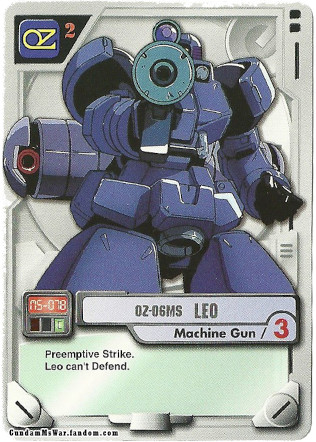 OZ 2
MS-078
OZ-06MS LEO
Machine Gun / 3
Preemptive Strike.
Leo can't Defend.
GundamMsWar.fandom.com